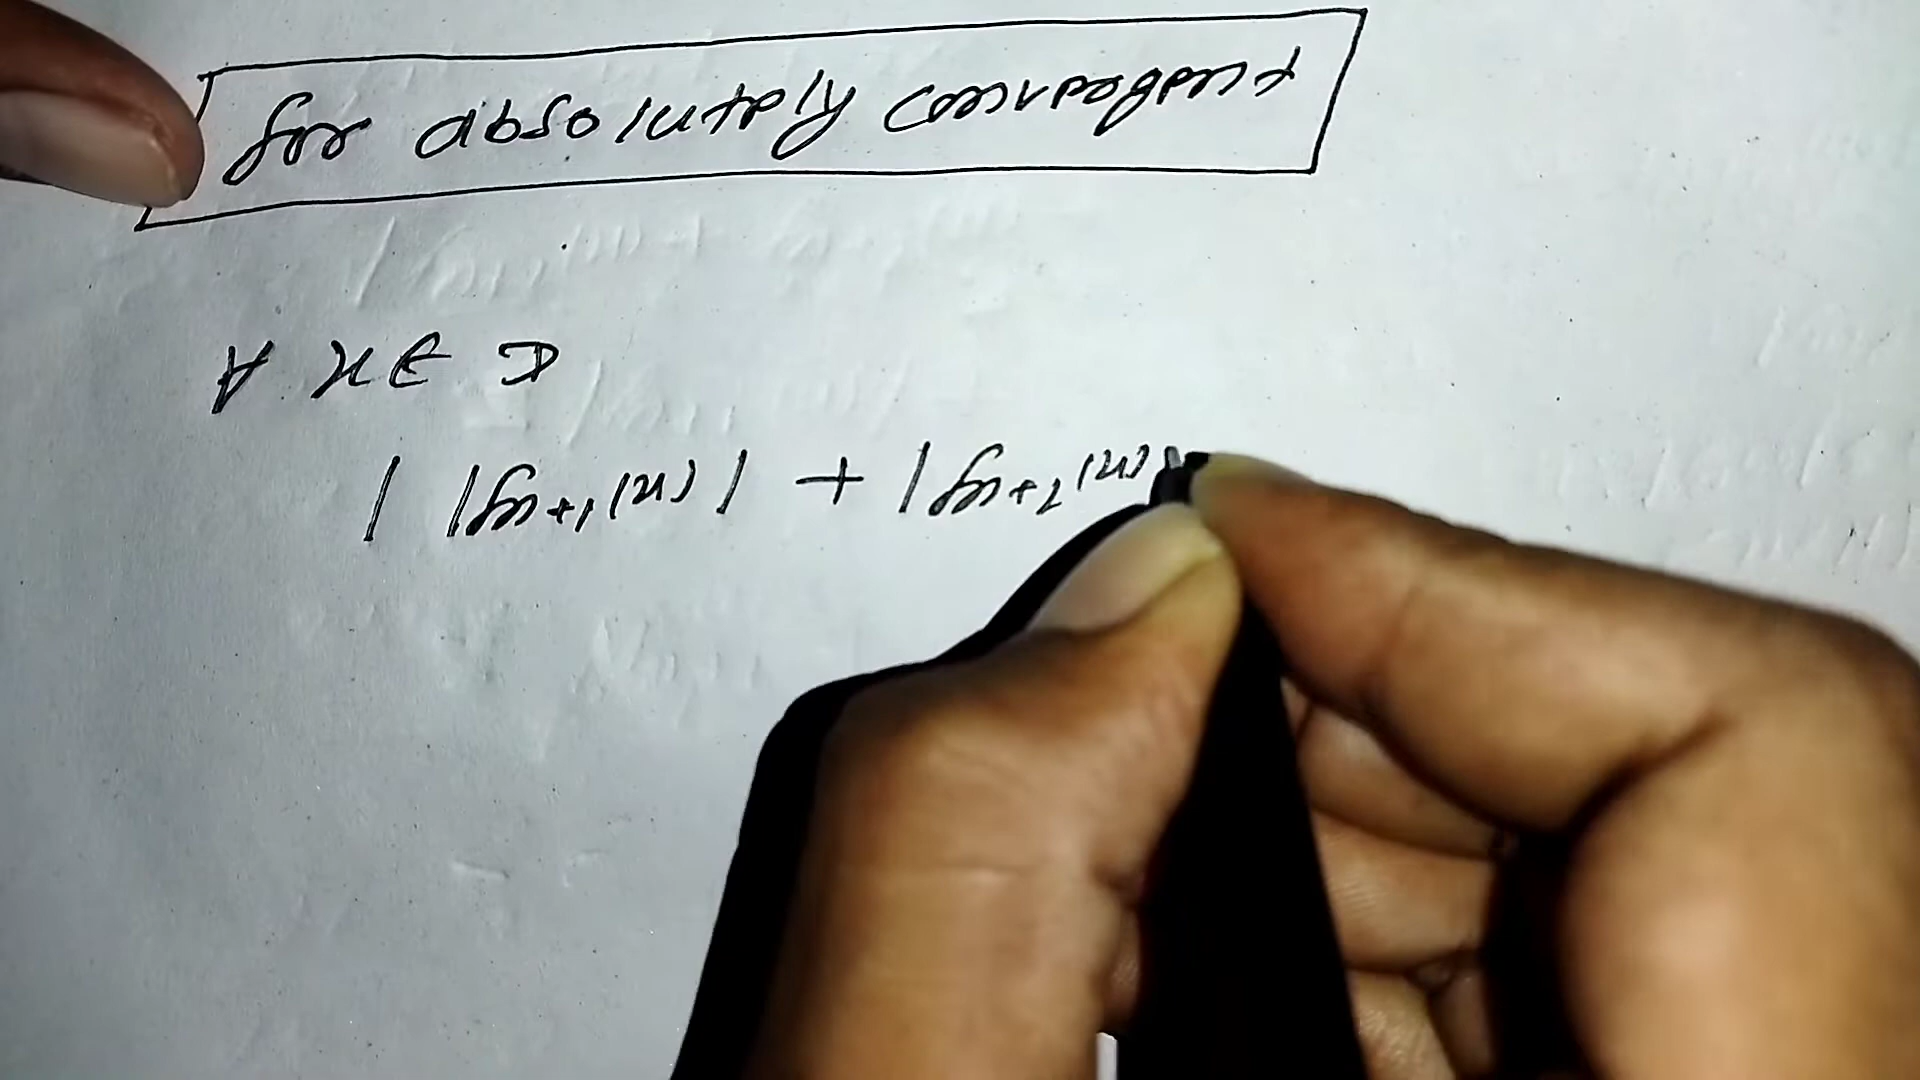 for absolutely convergent
∀ x ∈ D
| |fn+1(x)| + |fn+2(x)